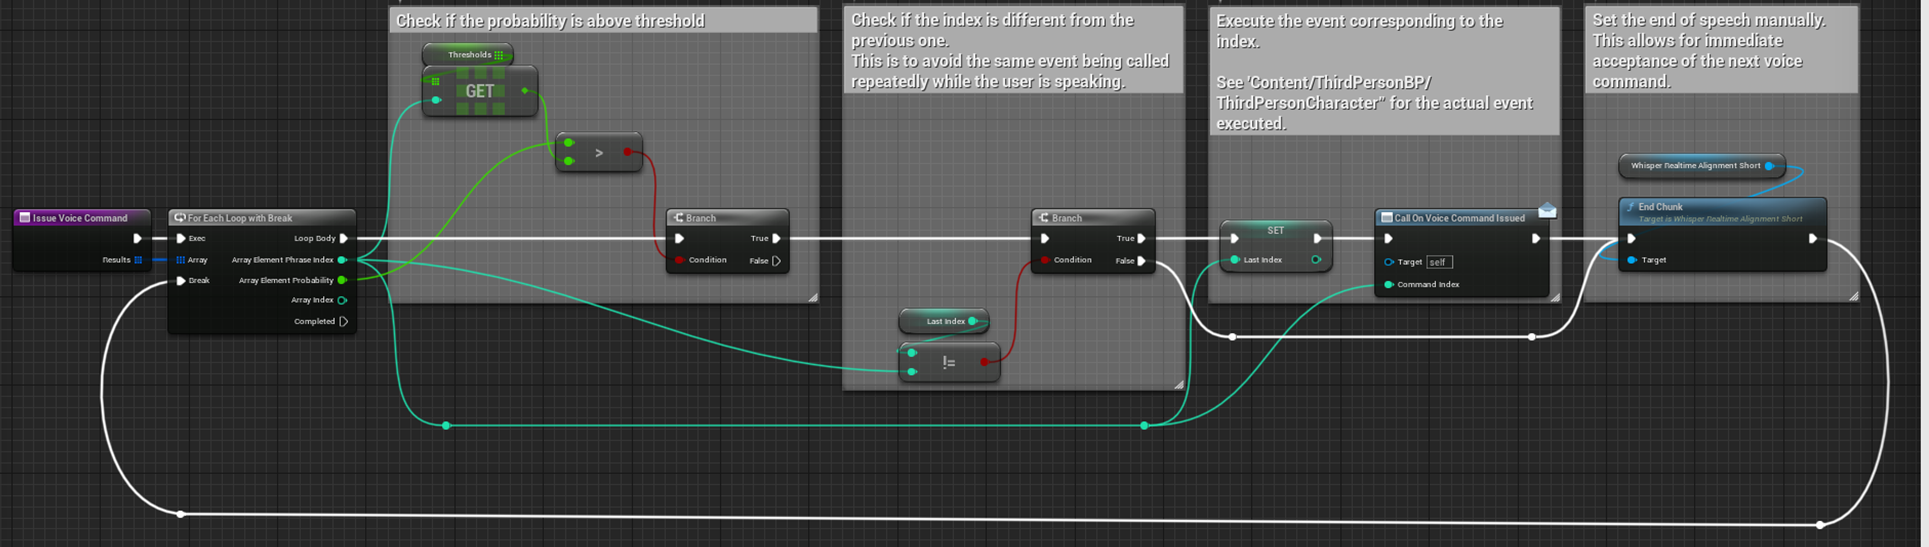 Check if the probability is above threshold
Thresholds
GET
>
Check if the index is different from the
previous one.
This is to avoid the same event being called
repeatedly while the user is speaking.
Execute the event corresponding to the
index.
See 'Content/ThirdPersonBP/
ThirdPersonCharacter" for the actual event
executed.
Set the end of speech manually.
This allows for immediate
acceptance of the next voice
command.
Issue Voice Command
Results
For Each Loop with Break
Exec
Loop Body
Array
Array Element Phrase Index
Break
Array Element Probability
Array Index
Completed
Branch
True
Condition
False
Branch
True
Condition
False
Last Index
!=
SET
Last Index
Call On Voice Command Issued
Target
self
Command Index
Whisper Realtime Alignment Short
End Chunk
Target is Whisper Realtime Alignment Short
Target